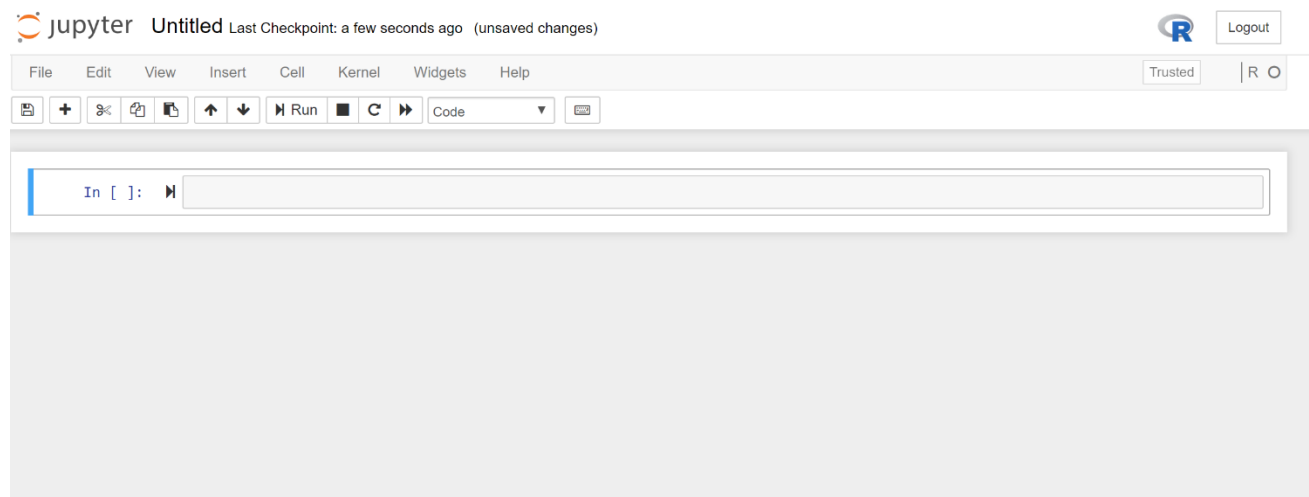 jupyter Untitled Last Checkpoint: a few seconds ago (unsaved changes)
R
Logout
File Edit View Insert Cell Kernel Widgets Help
Trusted
R
Run
Code
In [ ]: